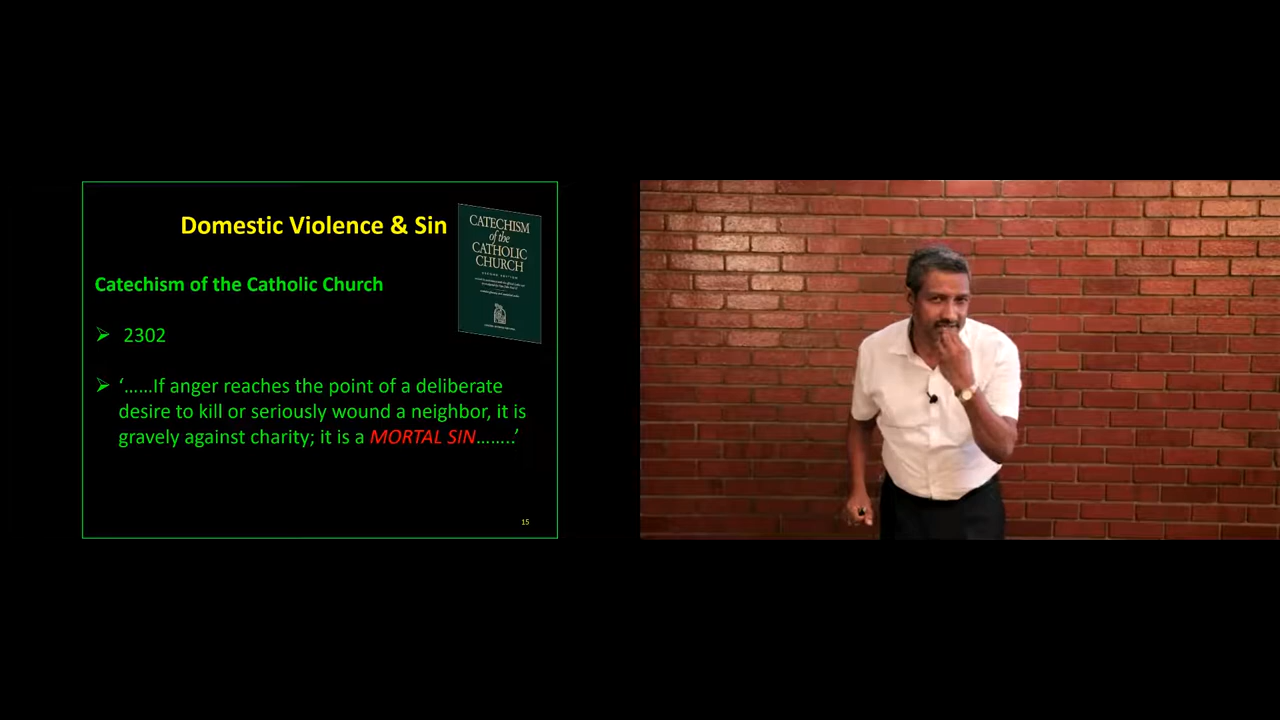 Domestic Violence & Sin
CATECHISM
of the
CATHOLIC
CHURCH
SECOND EDITION
Catechism of the Catholic Church
➢ 2302
➢ ‘……If anger reaches the point of a deliberate
desire to kill or seriously wound a neighbor, it is
gravely against charity; it is a MORTAL SIN……..’
15